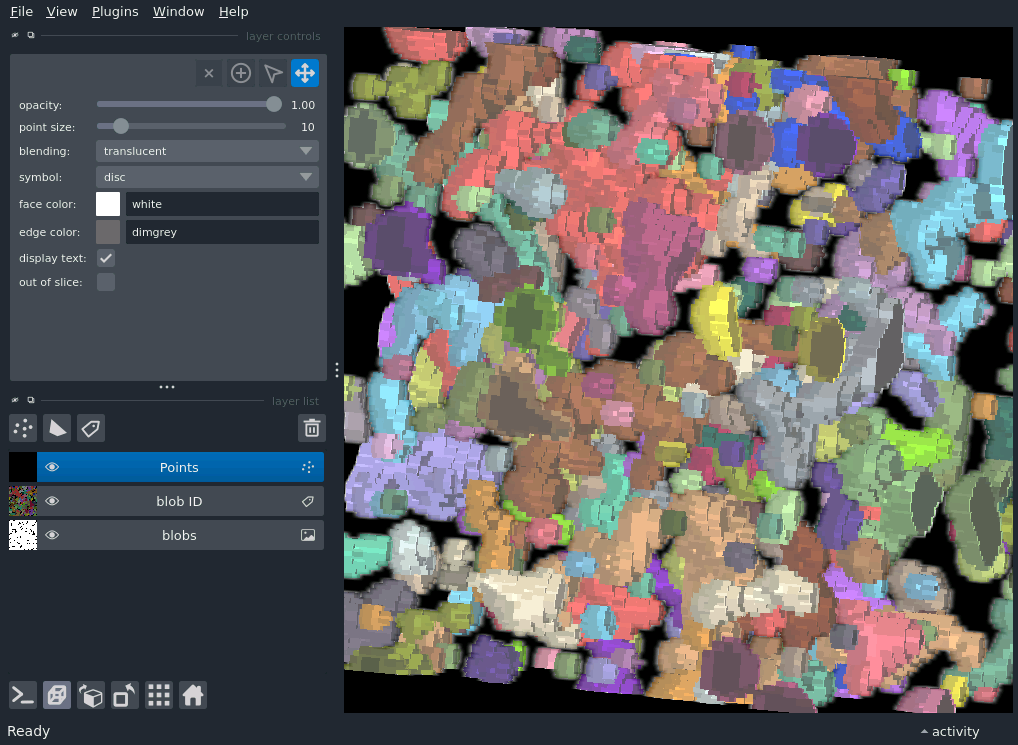 File View Plugins Window Help
layer controls
opacity: 1.00
point size: 10
blending: translucent
symbol: disc
face color: white
edge color: dimgrey
display text:
out of slice:
layer list
Points
blob ID
blobs
Ready activity